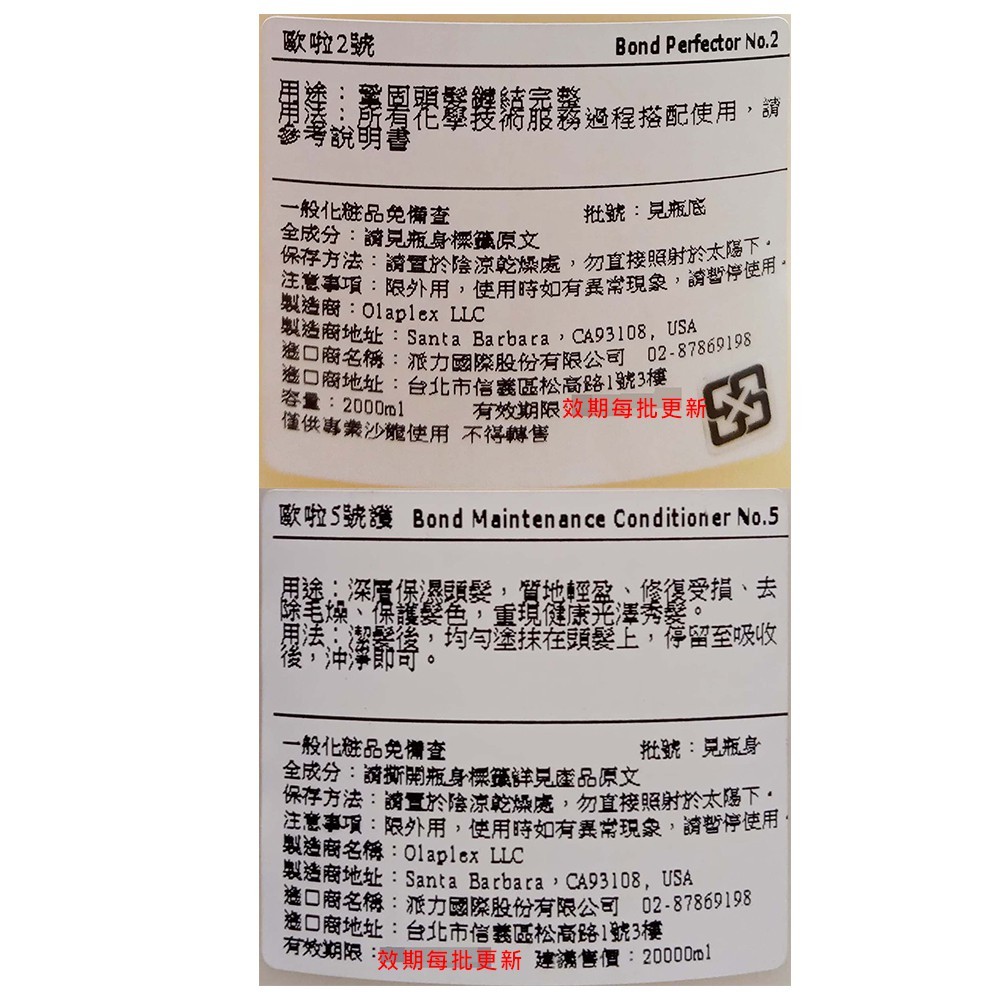 歐啦2號 Bond Perfector No.2
用途：鞏固頭髮鏈結完整
用法：所有化學技術服務過程搭配使用，請
參考說明書
一般化粧品免備查 批號：見瓶底
全成分：請見瓶身標籤原文
保存方法：請置於陰涼乾燥處，勿直接照射於太陽下。
注意事項：限外用，使用時如有異常現象，請暫停使用。
製造商：Olaplex LLC
製造商地址：Santa Barbara，CA93108, USA
進口商名稱：派力國際股份有限公司 02-87869198
進口商地址：台北市信義區松高路1號3樓
容量：2000ml 有效期限 效期每批更新
僅供專業沙龍使用 不得轉售
歐啦5號護 Bond Maintenance Conditioner No.5
用途：深層保濕頭髮，質地輕盈、修復受損、去
除毛燥、保護髮色，重現健康光澤秀髮。
用法：潔髮後，均勻塗抹在頭髮上，停留至吸收
後，沖淨即可。
一般化粧品免備查 批號：見瓶身
全成分：請撕開瓶身標籤詳見產品原文
保存方法：請置於陰涼乾燥處，勿直接照射於太陽下。
注意事項：限外用，使用時如有異常現象，請暫停使用。
製造商名稱：Olaplex LLC
製造商地址：Santa Barbara，CA93108, USA
進口商名稱：派力國際股份有限公司 02-87869198
進口商地址：台北市信義區松高路1號3樓
有效期限：效期每批更新 建議售價：20000ml